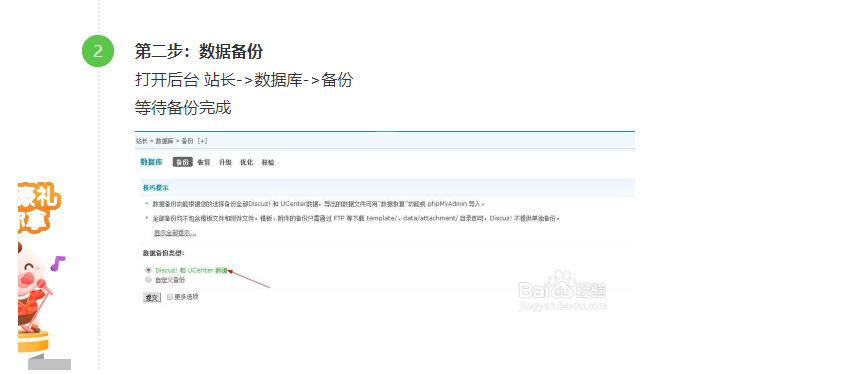 2
第二步：数据备份
打开后台 站长->数据库->备份
等待备份完成
站长 > 数据库 > 备份 [+]
数据库 备份 恢复 升级 优化 校验
技巧提示
数据备份功能根据您的选择备份全部Discuz! 和 UCenter数据，导出的数据文件可用“数据恢复”功能或 phpMyAdmin 导入。
全部备份均不包含模板文件和附件文件。模板、附件的备份只需通过 FTP 等下载 template/、data/attachment/ 目录即可，Discuz! 不提供单独备份。
显示全部提示...
数据备份类型:
Discuz! 和 UCenter 数据
自定义备份
提交 更多选项
Baidu经验
jingyan.baidu.com
豪礼